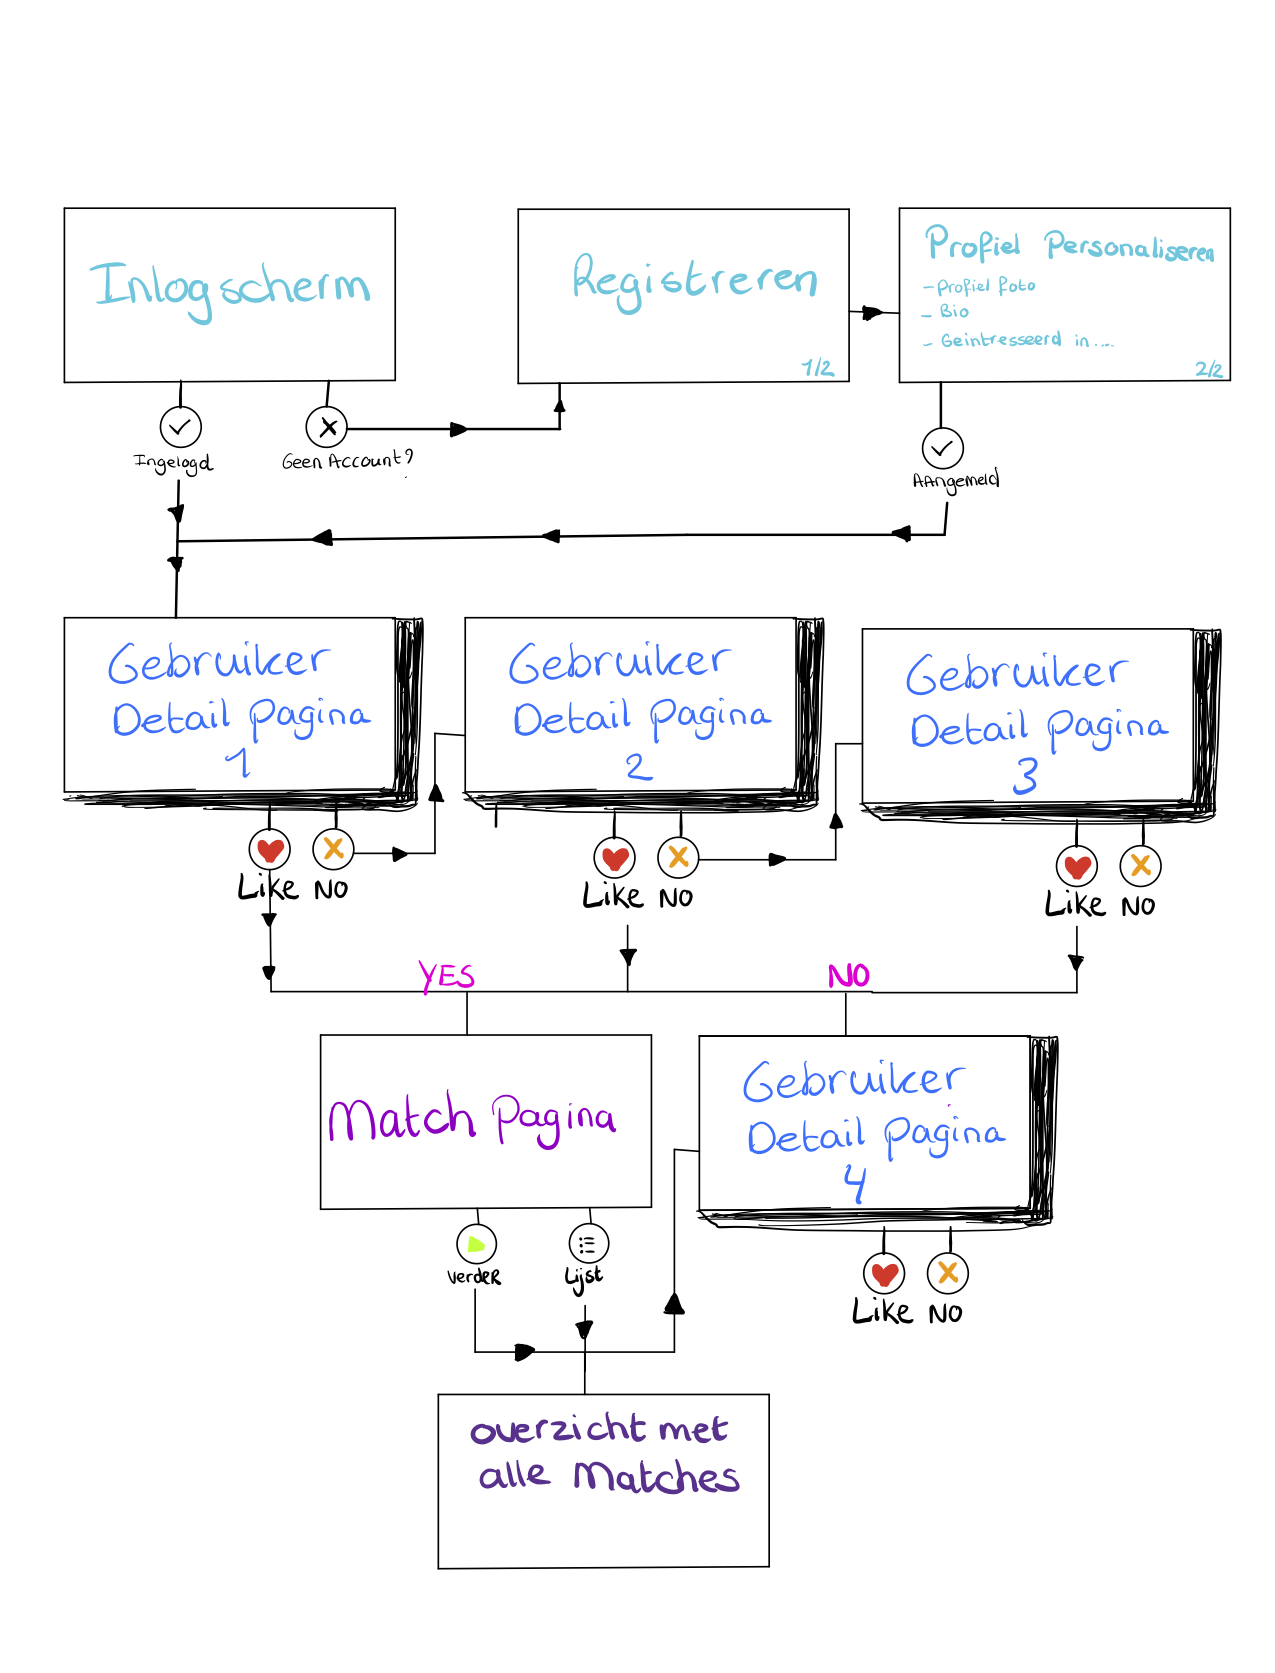 Inlogscherm
Registreren
1/2
Profiel Personaliseren
- Profiel foto
- Bio
- Geintresseerd in....
2/2
Ingelogd
Geen Account?
AAngemeld
Gebruiker
Detail Pagina
1
Gebruiker
Detail Pagina
2
Gebruiker
Detail Pagina
3
Like NO
Like NO
Like NO
YES
NO
Match Pagina
Gebruiker
Detail Pagina
4
Verder
Lijst
Like NO
overzicht met
alle Matches